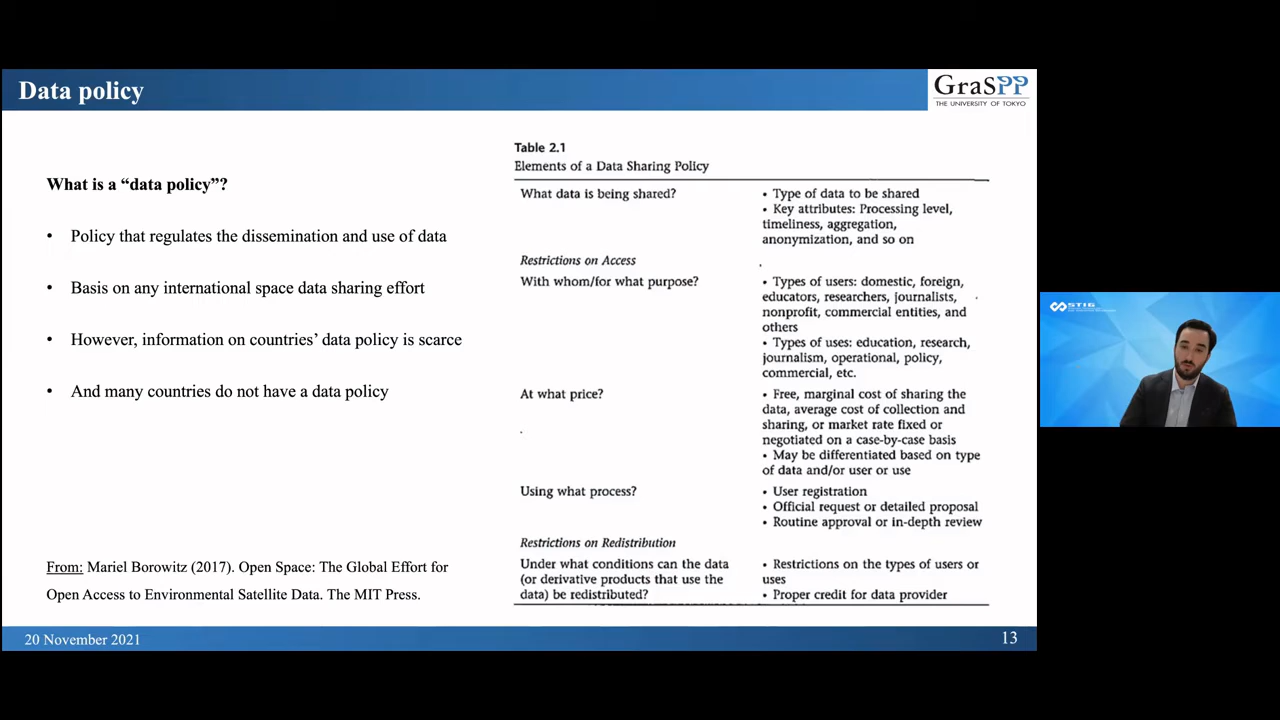 Data policy
GraSPP
THE UNIVERSITY OF TOKYO
What is a “data policy”?
• Policy that regulates the dissemination and use of data
• Basis on any international space data sharing effort
• However, information on countries’ data policy is scarce
• And many countries do not have a data policy
From: Mariel Borowitz (2017). Open Space: The Global Effort for
Open Access to Environmental Satellite Data. The MIT Press.
Table 2.1
Elements of a Data Sharing Policy
What data is being shared?
• Type of data to be shared
• Key attributes: Processing level,
timeliness, aggregation,
anonymization, and so on
Restrictions on Access
With whom/for what purpose?
• Types of users: domestic, foreign,
educators, researchers, journalists,
nonprofit, commercial entities, and
others
• Types of uses: education, research,
journalism, operational, policy,
commercial, etc.
At what price?
• Free, marginal cost of sharing the
data, average cost of collection and
sharing, or market rate fixed or
negotiated on a case-by-case basis
• May be differentiated based on type
of data and/or user or use
Using what process?
• User registration
• Official request or detailed proposal
• Routine approval or in-depth review
Restrictions on Redistribution
Under what conditions can the data
(or derivative products that use the
data) be redistributed?
• Restrictions on the types of users or
uses
• Proper credit for data provider
20 November 2021
13
STIG